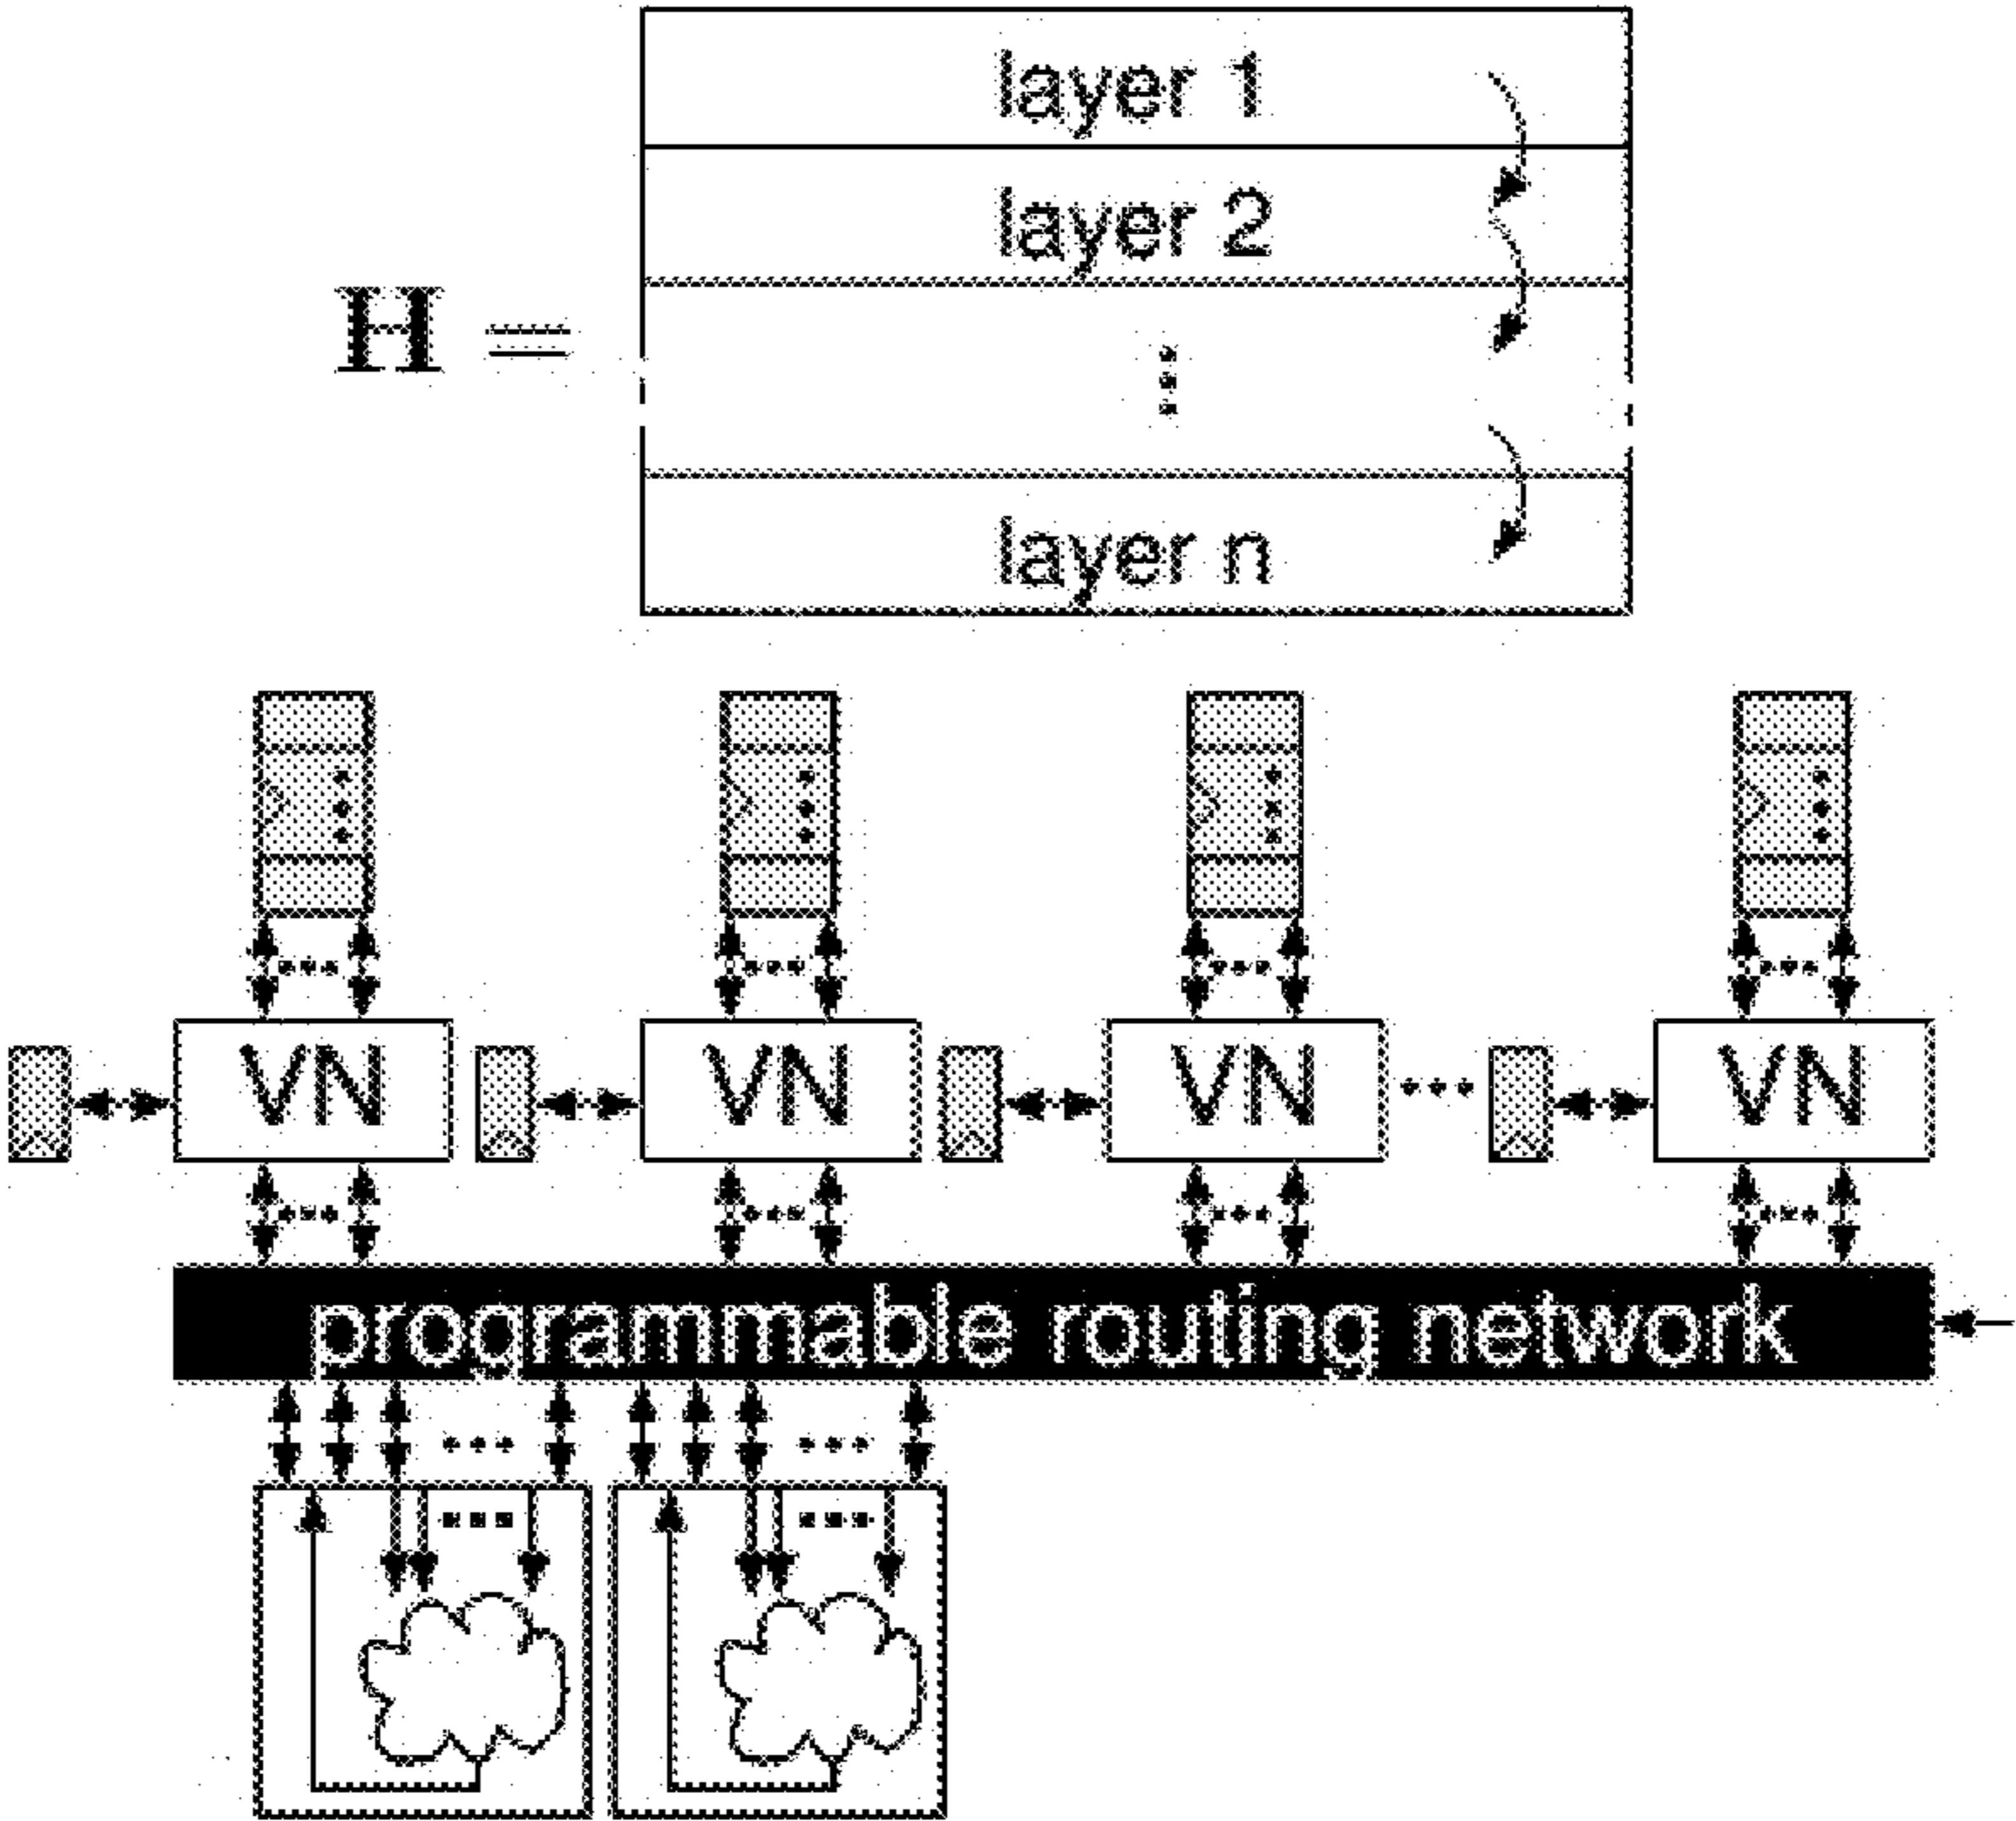 layer 1
layer 2
H =
layer n
VN VN VN ... VN
programmable routing network